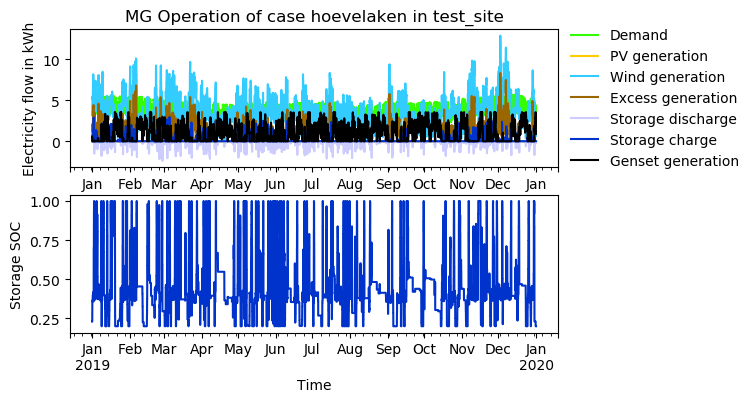 MG Operation of case hoevelaken in test_site
Electricity flow in kWh
10
5
0
Jan Feb Mar Apr May Jun Jul Aug Sep Oct Nov Dec Jan
Demand
PV generation
Wind generation
Excess generation
Storage discharge
Storage charge
Genset generation
Storage SOC
1.00
0.75
0.50
0.25
Jan Feb Mar Apr May Jun Jul Aug Sep Oct Nov Dec Jan
2019 2020
Time